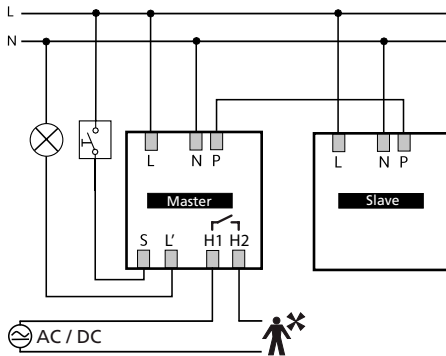 L
N
L N P
L N P
Master
Slave
S L' H1 H2
AC / DC